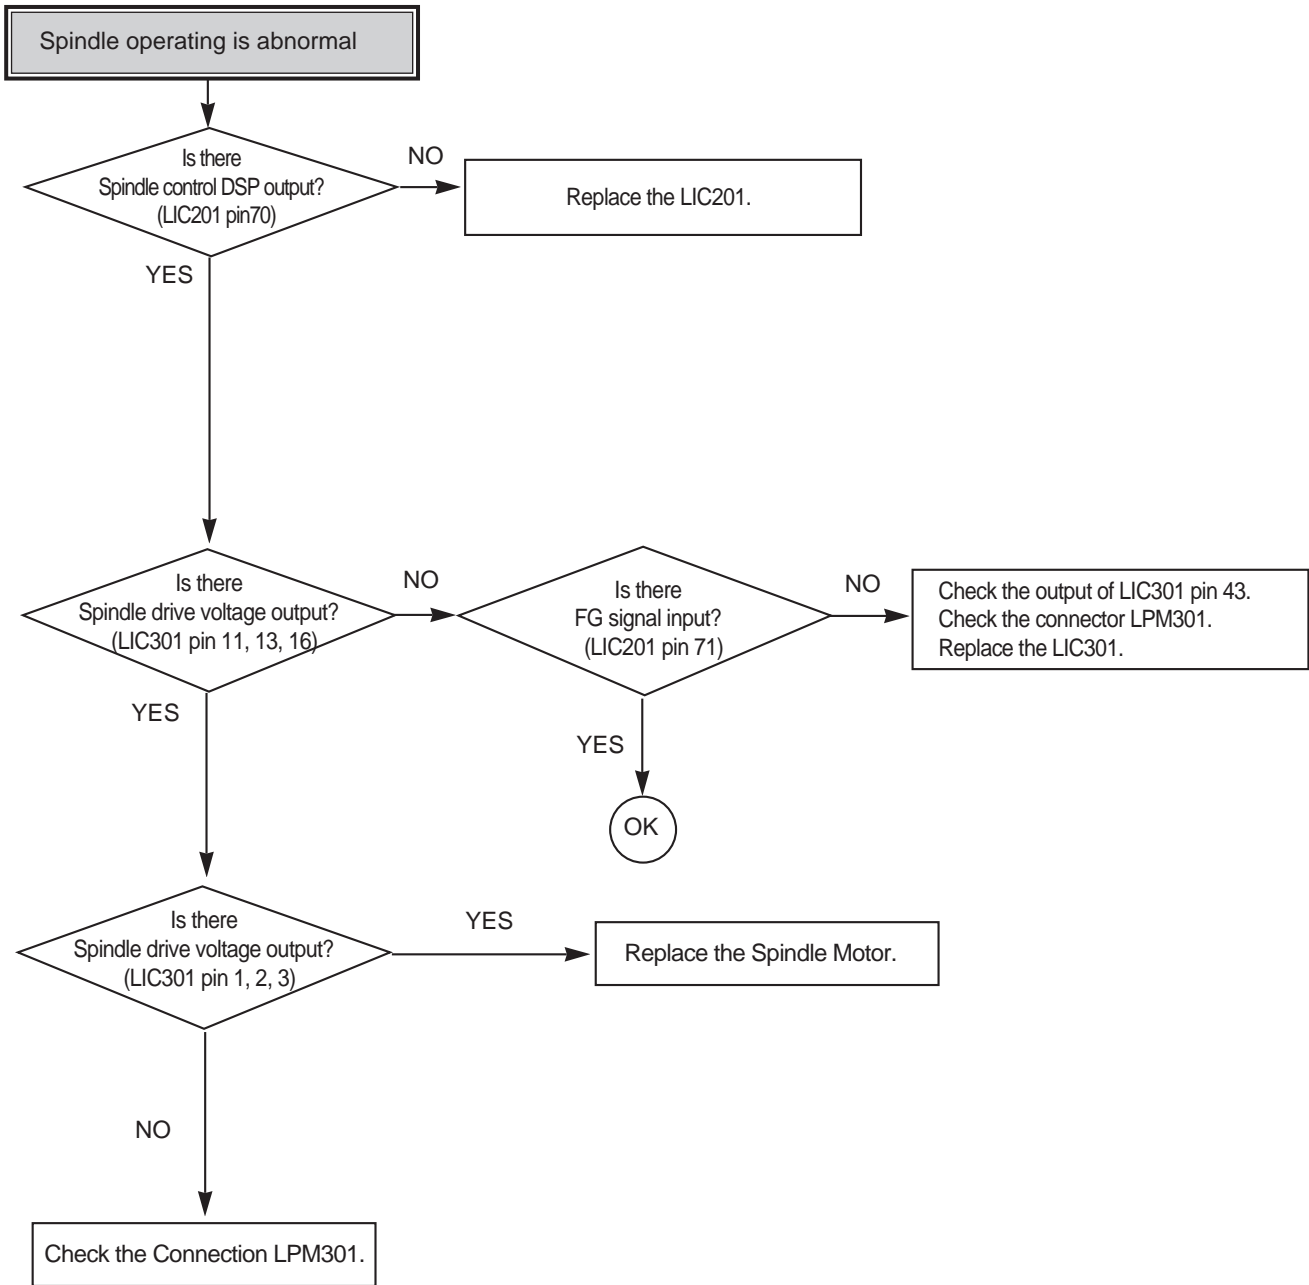 Spindle operating is abnormal
Is there
Spindle control DSP output?
(LIC201 pin70)
NO
Replace the LIC201.
YES
Is there
Spindle drive voltage output?
(LIC301 pin 11, 13, 16)
NO
Is there
FG signal input?
(LIC201 pin 71)
NO
Check the output of LIC301 pin 43.
Check the connector LPM301.
Replace the LIC301.
YES
YES
OK
Is there
Spindle drive voltage output?
(LIC301 pin 1, 2, 3)
YES
Replace the Spindle Motor.
NO
Check the Connection LPM301.